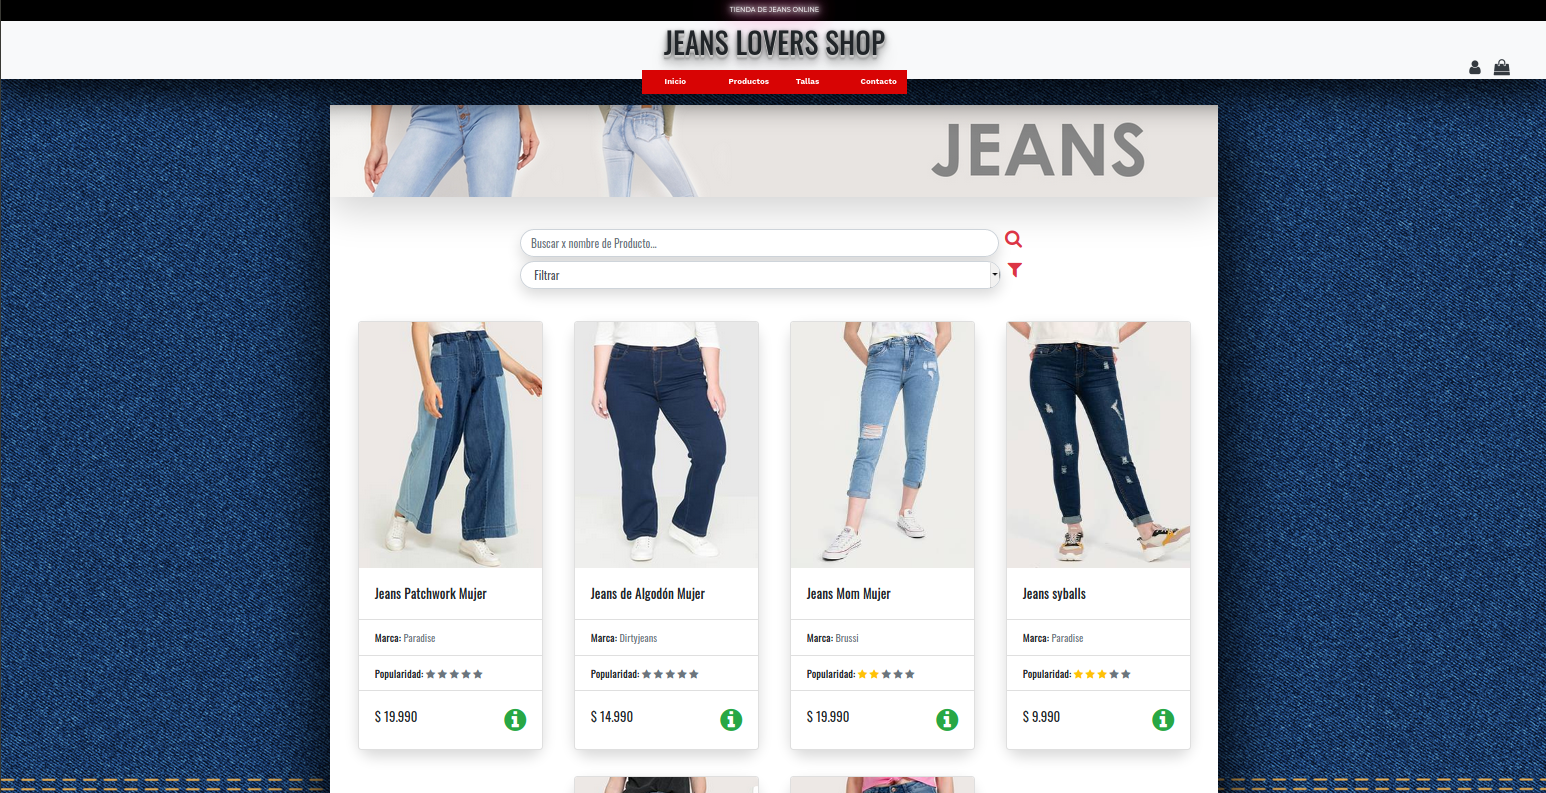 TIENDA DE JEANS ONLINE
JEANS LOVERS SHOP
Inicio Productos Tallas Contacto
JEANS
Buscar x nombre de Producto...
Filtrar
Jeans Patchwork Mujer
Marca: Paradise
Popularidad:
$ 19.990
Jeans de Algodón Mujer
Marca: Dirtyjeans
Popularidad:
$ 14.990
Jeans Mom Mujer
Marca: Brussi
Popularidad:
$ 19.990
Jeans syballs
Marca: Paradise
Popularidad:
$ 9.990